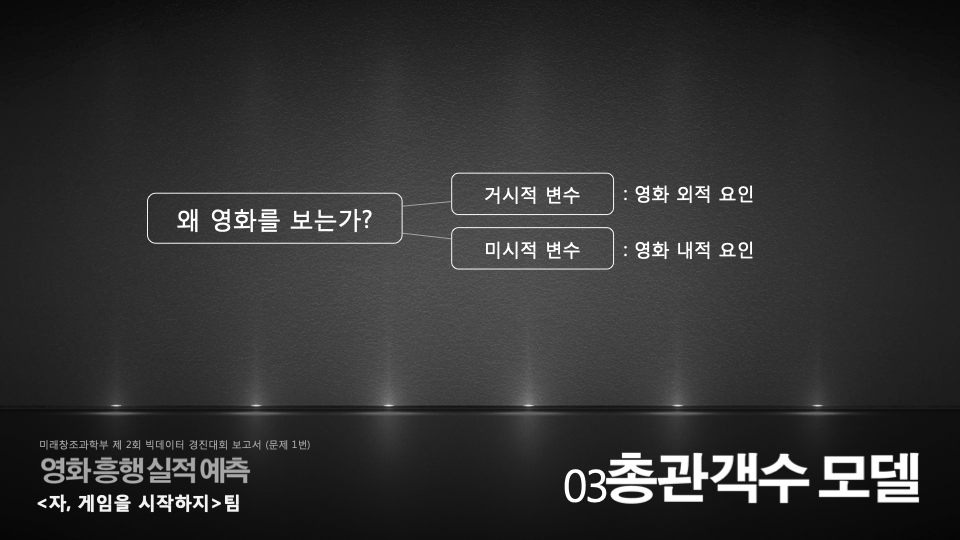 왜 영화를 보는가?
거시적 변수 : 영화 외적 요인
미시적 변수 : 영화 내적 요인
미래창조과학부 제 2회 빅데이터 경진대회 보고서 (문제 1번)
영화 흥행 실적 예측
<자, 게임을 시작하지>팀
03총관객수 모델